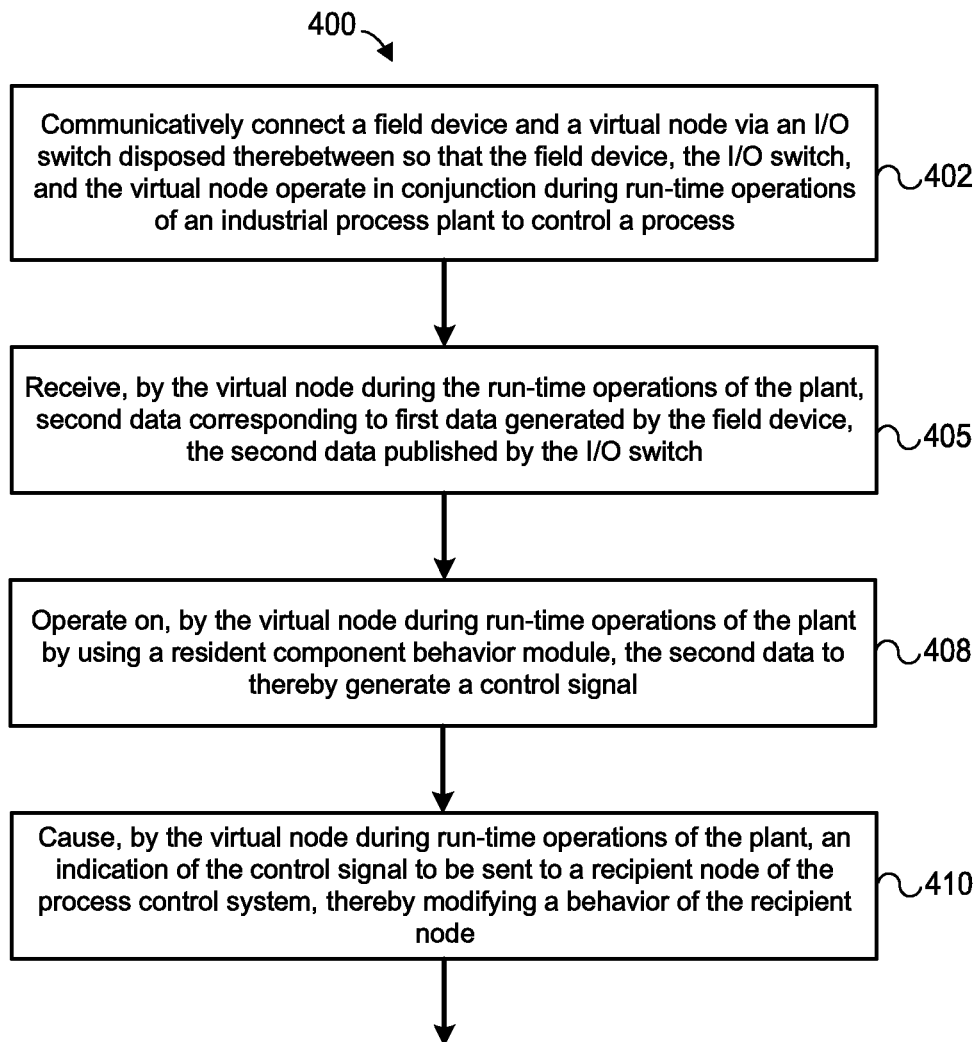 400
Communicatively connect a field device and a virtual node via an I/O
switch disposed therebetween so that the field device, the I/O switch,
and the virtual node operate in conjunction during run-time operations
of an industrial process plant to control a process
402
Receive, by the virtual node during the run-time operations of the plant,
second data corresponding to first data generated by the field device,
the second data published by the I/O switch
405
Operate on, by the virtual node during run-time operations of the plant
by using a resident component behavior module, the second data to
thereby generate a control signal
408
Cause, by the virtual node during run-time operations of the plant, an
indication of the control signal to be sent to a recipient node of the
process control system, thereby modifying a behavior of the recipient
node
410